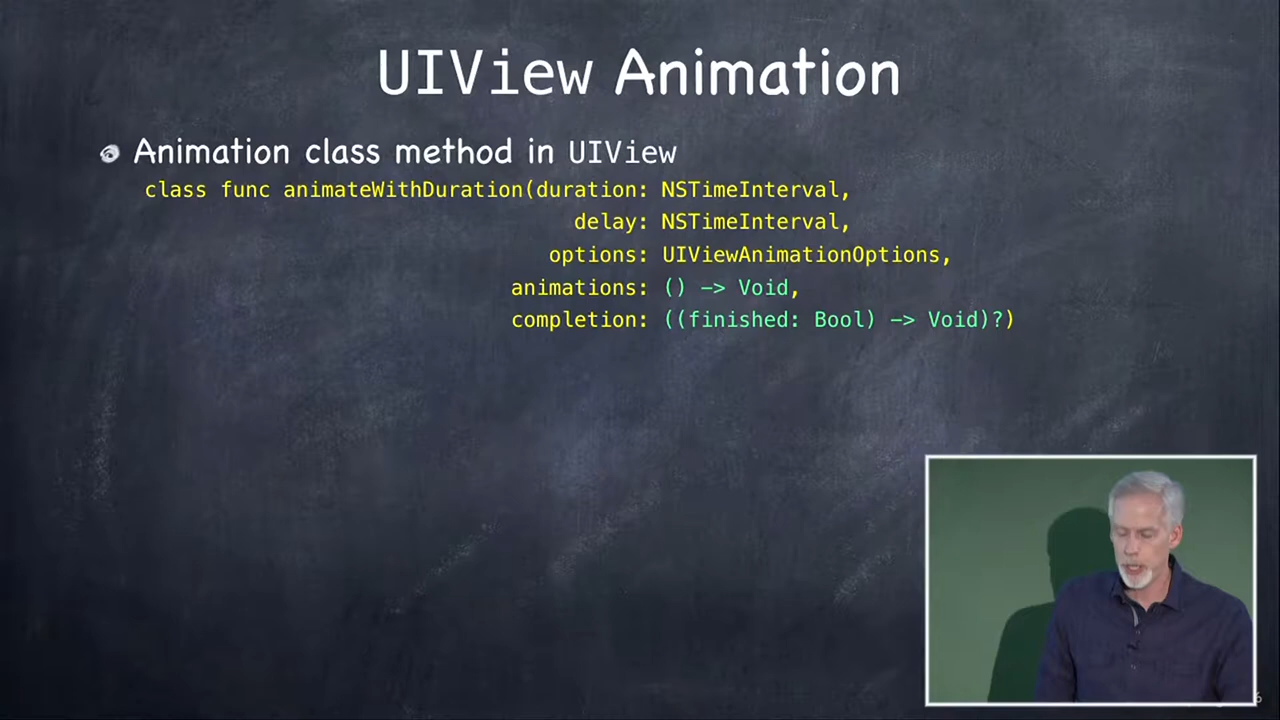 UIView Animation
Animation class method in UIView
class func animateWithDuration(duration: NSTimeInterval,
delay: NSTimeInterval,
options: UIViewAnimationOptions,
animations: () -> Void,
completion: ((finished: Bool) -> Void)?)